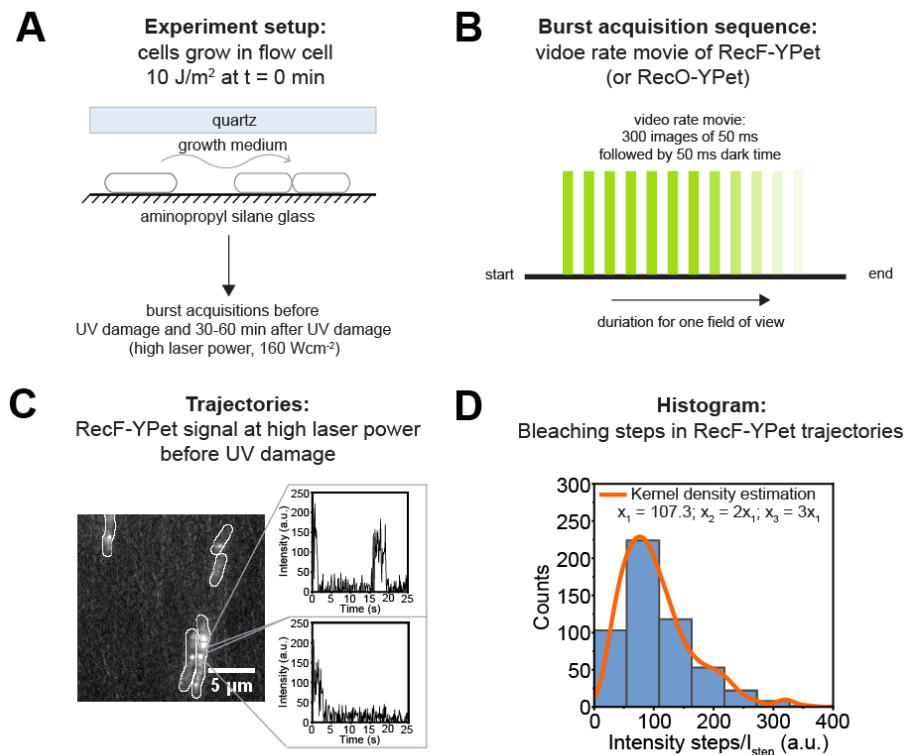 A
Experiment setup:
cells grow in flow cell
10 J/m² at t = 0 min
quartz
growth medium
aminopropyl silane glass
burst acquisitions before
UV damage and 30-60 min after UV damage
(high laser power, 160 Wcm⁻²)
B
Burst acquisition sequence:
vidoe rate movie of RecF-YPet
(or RecO-YPet)
video rate movie:
300 images of 50 ms
followed by 50 ms dark time
start
end
duriation for one field of view
C
Trajectories:
RecF-YPet signal at high laser power
before UV damage
5 µm
Intensity (a.u.)
250
200
150
100
50
0
0 5 10 15 20 25
Time (s)
Intensity (a.u.)
250
200
150
100
50
0
0 5 10 15 20 25
Time (s)
D
Histogram:
Bleaching steps in RecF-YPet trajectories
Kernel density estimation
x₁ = 107.3; x₂ = 2x₁; x₃ = 3x₁
Counts
300
250
200
150
100
50
0
0 100 200 300 400
Intensity steps/I_step (a.u.)